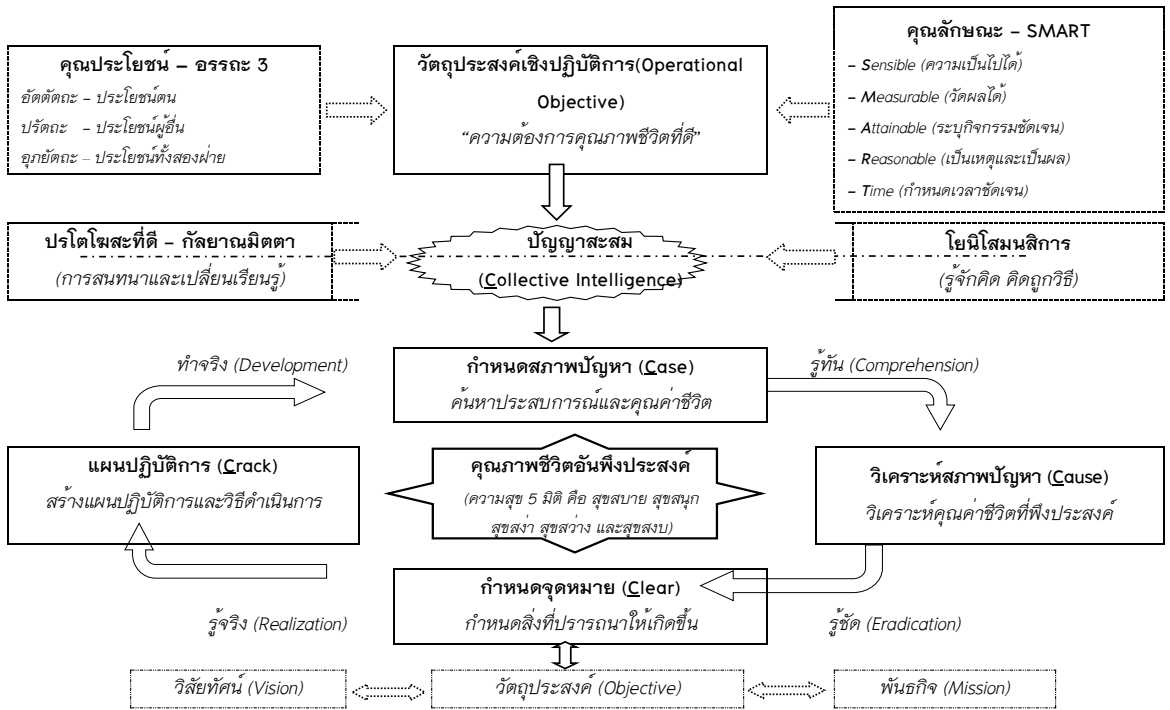 คุณประโยชน์ – อรรถะ 3
อัตตัตถะ – ประโยชน์ตน
ปรัตถะ – ประโยชน์ผู้อื่น
อุภยัตถะ – ประโยชน์ทั้งสองฝ่าย
วัตถุประสงค์เชิงปฏิบัติการ(Operational
Objective)
“ความต้องการคุณภาพชีวิตที่ดี”
คุณลักษณะ – SMART
– Sensible (ความเป็นไปได้)
– Measurable (วัดผลได้)
– Attainable (ระบุกิจกรรมชัดเจน)
– Reasonable (เป็นเหตุและเป็นผล)
– Time (กำหนดเวลาชัดเจน)
ปรโตโฆสะที่ดี – กัลยาณมิตตา
(การสนทนาและเปลี่ยนเรียนรู้)
ปัญญาสะสม
(Collective Intelligence)
โยนิโสมนสิการ
(รู้จักคิด คิดถูกวิธี)
ทำจริง (Development)
กำหนดสภาพปัญหา (Case)
ค้นหาประสบการณ์และคุณค่าชีวิต
รู้ทัน (Comprehension)
แผนปฏิบัติการ (Crack)
สร้างแผนปฏิบัติการและวิธีดำเนินการ
คุณภาพชีวิตอันพึงประสงค์
(ความสุข 5 มิติ คือ สุขสบาย สุขสนุก
สุขสง่า สุขสว่าง และสุขสงบ)
วิเคราะห์สภาพปัญหา (Cause)
วิเคราะห์คุณค่าชีวิตที่พึงประสงค์
รู้จริง (Realization)
กำหนดจุดหมาย (Clear)
กำหนดสิ่งที่ปรารถนาให้เกิดขึ้น
รู้ชัด (Eradication)
วิสัยทัศน์ (Vision)
วัตถุประสงค์ (Objective)
พันธกิจ (Mission)